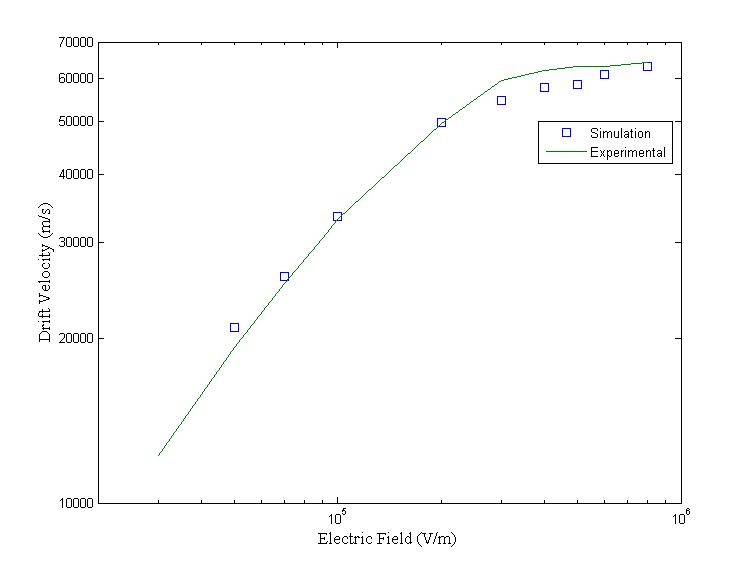 70000
60000
50000
40000
30000
20000
10000
Drift Velocity (m/s)
Simulation
Experimental
10^5
10^6
Electric Field (V/m)